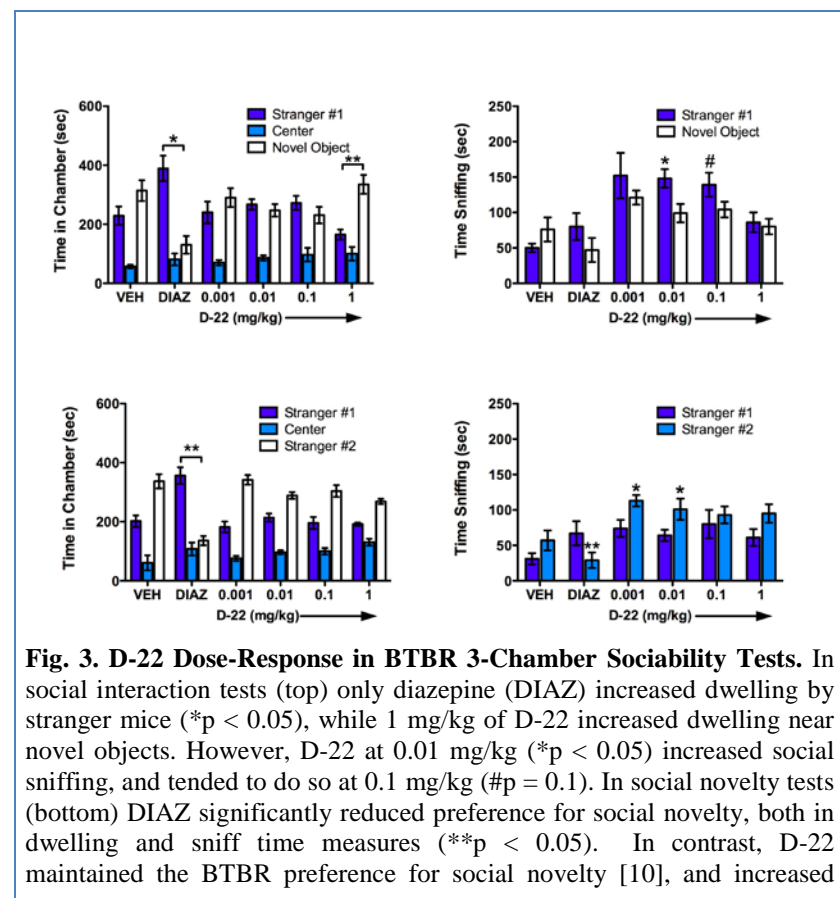 600
400
200
0
Time in Chamber (sec)
Stranger #1
Center
Novel Object
*
**
VEH DIAZ 0.001 0.01 0.1 1
D-22 (mg/kg)
250
200
150
100
50
0
Time Sniffing (sec)
Stranger #1
Novel Object
*
#
VEH DIAZ 0.001 0.01 0.1 1
D-22 (mg/kg)
600
400
200
0
Time in Chamber (sec)
Stranger #1
Center
Stranger #2
**
VEH DIAZ 0.001 0.01 0.1 1
D-22 (mg/kg)
250
200
150
100
50
0
Time Sniffing (sec)
Stranger #1
Stranger #2
**
*
*
VEH DIAZ 0.001 0.01 0.1 1
D-22 (mg/kg)
Fig. 3. D-22 Dose-Response in BTBR 3-Chamber Sociability Tests. In
social interaction tests (top) only diazepine (DIAZ) increased dwelling by
stranger mice (*p < 0.05), while 1 mg/kg of D-22 increased dwelling near
novel objects. However, D-22 at 0.01 mg/kg (*p < 0.05) increased social
sniffing, and tended to do so at 0.1 mg/kg (#p = 0.1). In social novelty tests
(bottom) DIAZ significantly reduced preference for social novelty, both in
dwelling and sniff time measures (**p < 0.05). In contrast, D-22
maintained the BTBR preference for social novelty [10], and increased